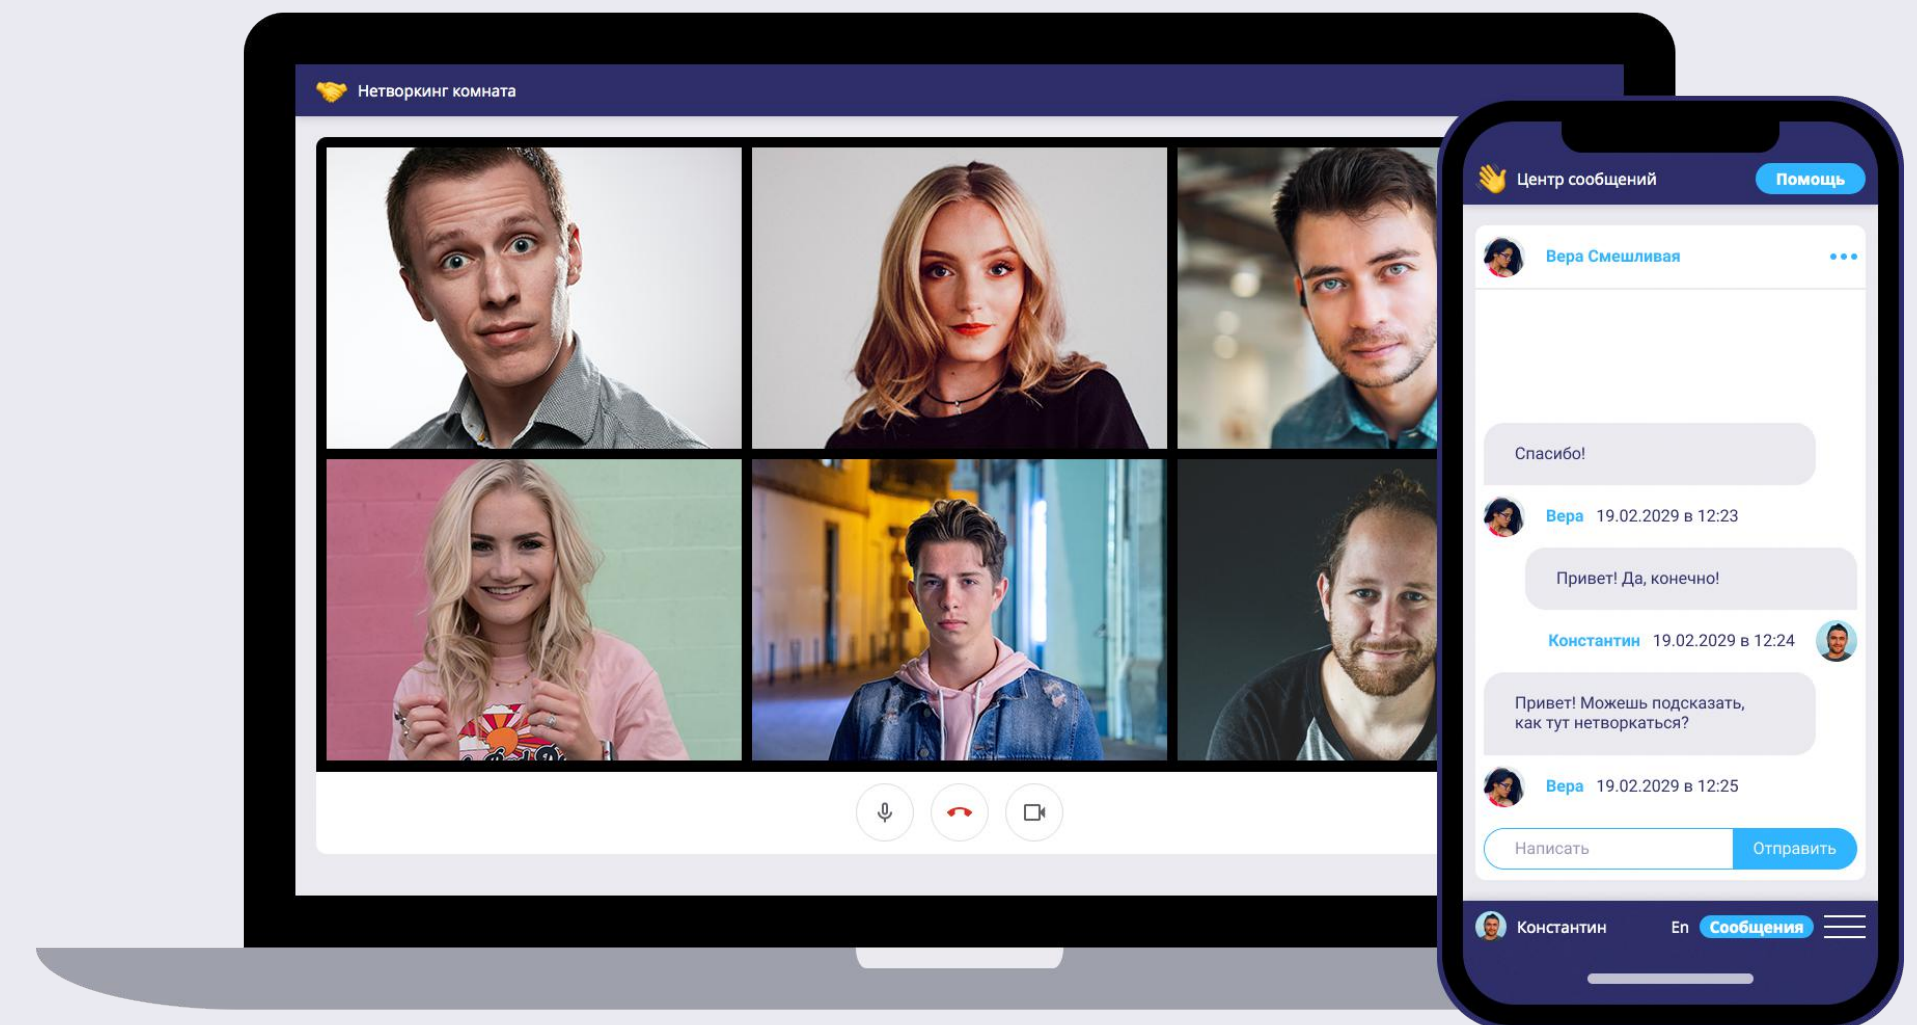 Нетворкинг комната
Центр сообщений
Помощь
Вера Смешливая
Спасибо!
Вера 19.02.2029 в 12:23
Привет! Да, конечно!
Константин 19.02.2029 в 12:24
Привет! Можешь подсказать,
как тут нетворкаться?
Вера 19.02.2029 в 12:25
Написать
Отправить
Константин
En
Сообщения